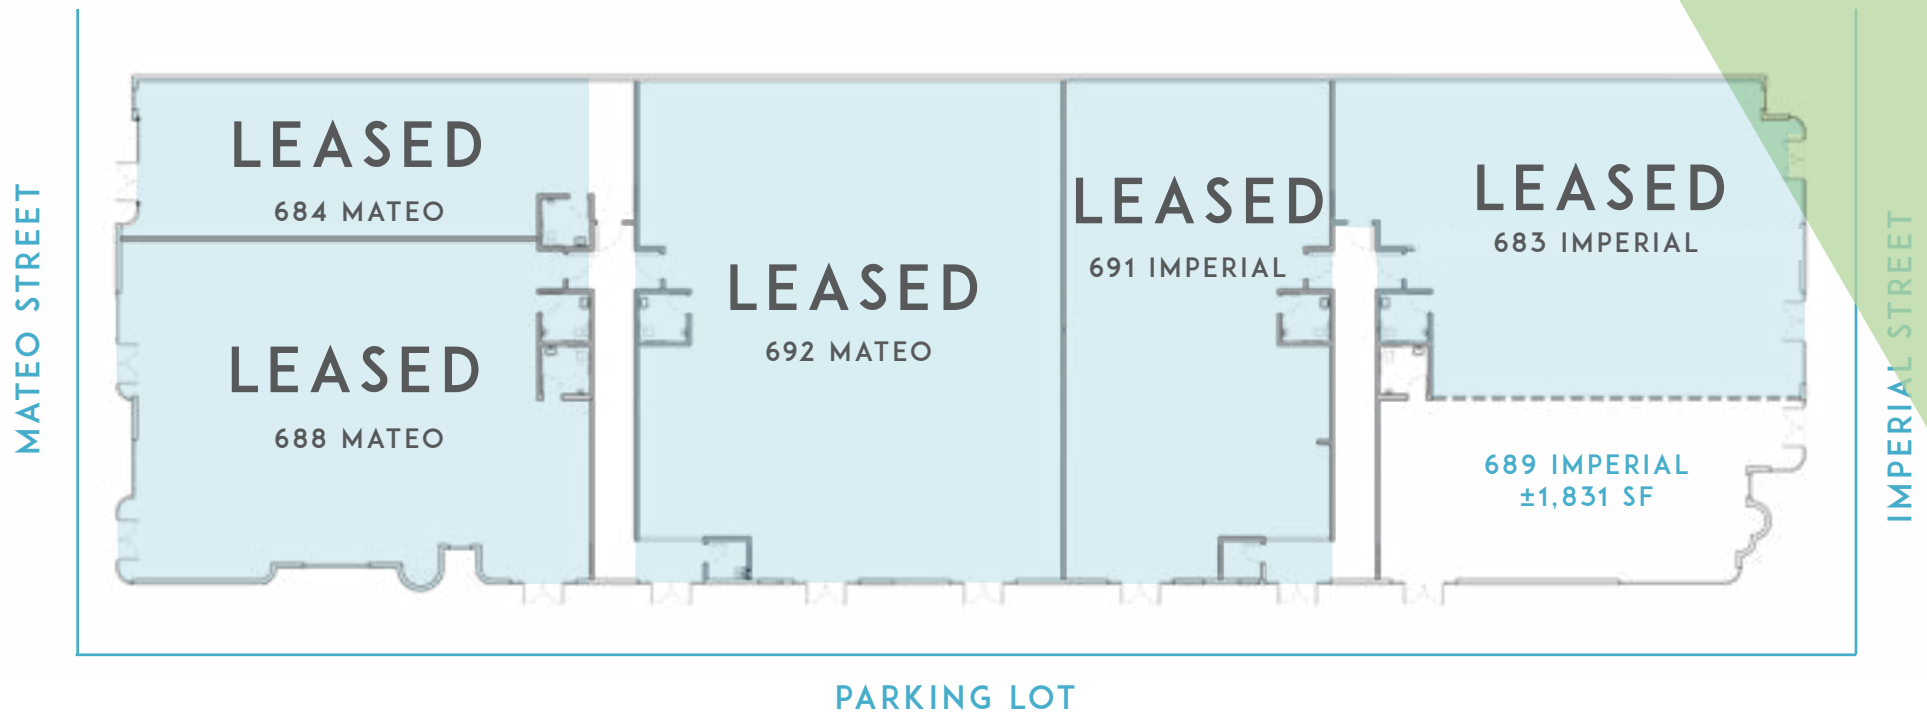 MATEO STREET
LEASED
684 MATEO
LEASED
688 MATEO
LEASED
692 MATEO
LEASED
691 IMPERIAL
LEASED
683 IMPERIAL
689 IMPERIAL
±1,831 SF
IMPERIAL STREET
PARKING LOT